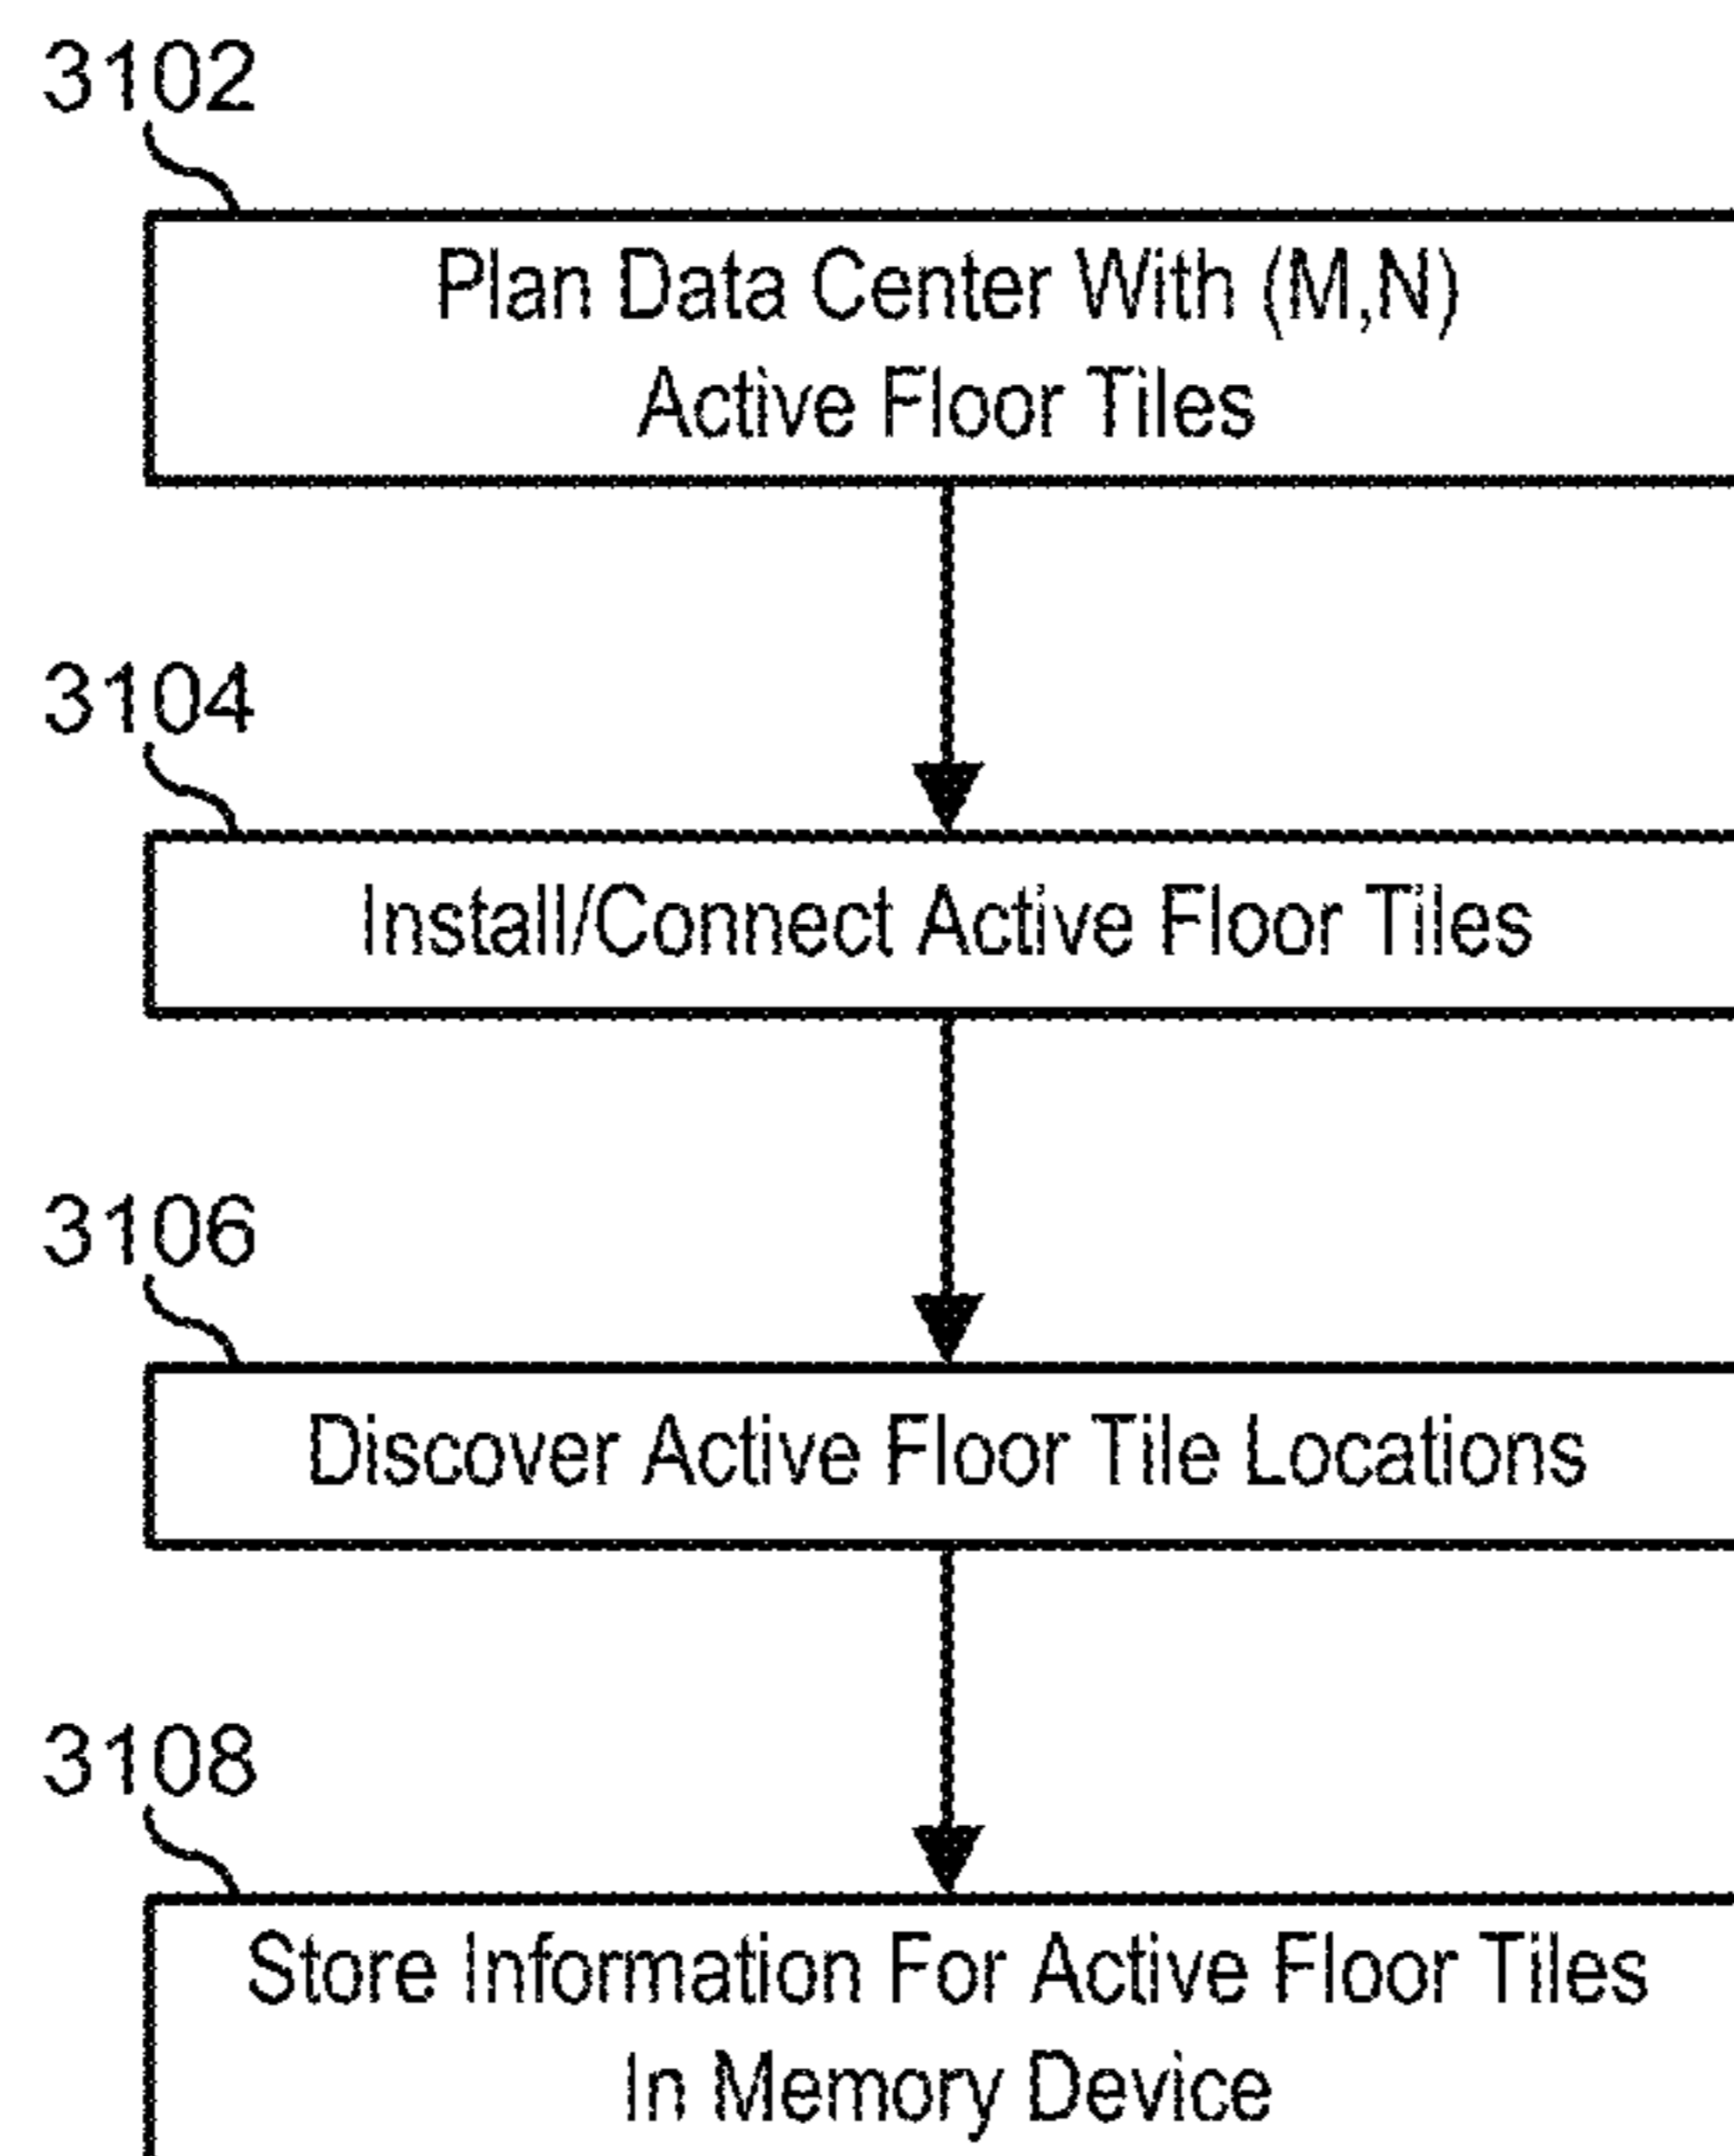 3102
Plan Data Center With (M,N)
Active Floor Tiles
3104
Install/Connect Active Floor Tiles
3106
Discover Active Floor Tile Locations
3108
Store Information For Active Floor Tiles
In Memory Device